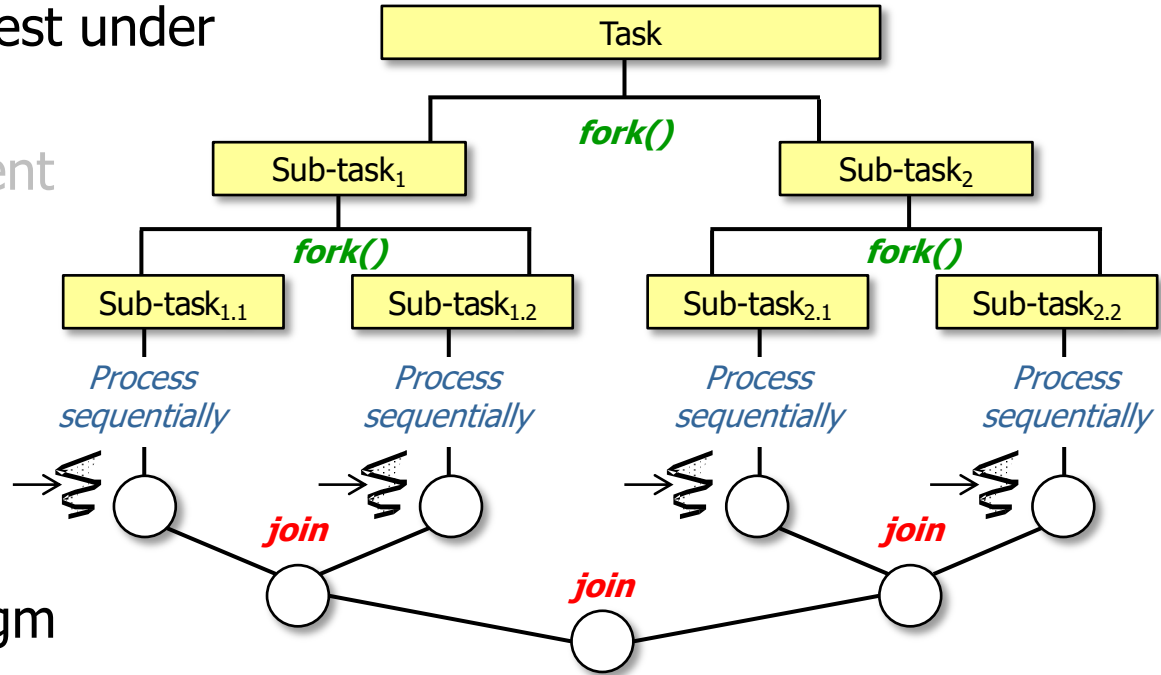 est under
Task
fork()
ent
Sub-task1
Sub-task2
fork()
fork()
Sub-task1.1
Sub-task1.2
Sub-task2.1
Sub-task2.2
Process
sequentially
Process
sequentially
Process
sequentially
Process
sequentially
join
join
join
gm